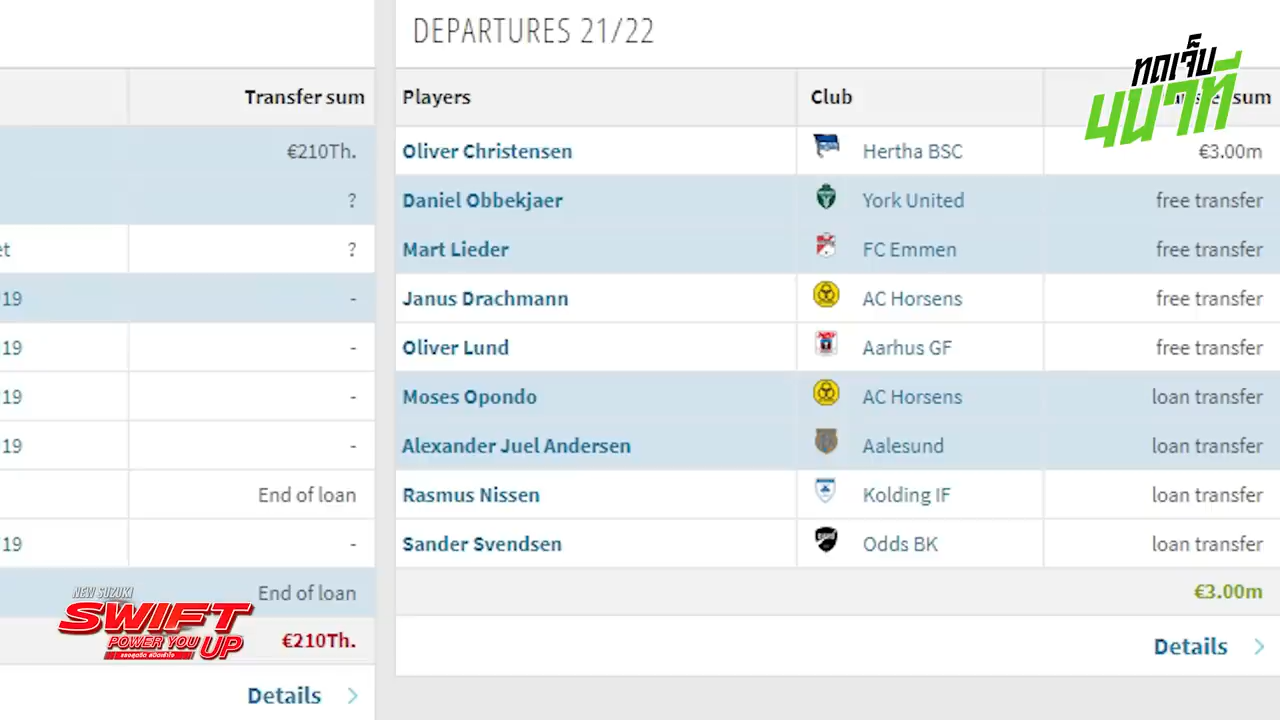 DEPARTURES 21/22
ทดเจ็บ
4 นาที
Transfer sum
Players Club sum
€210Th.
Oliver Christensen Hertha BSC €3.00m
?
Daniel Obbekjaer York United free transfer
et ?
Mart Lieder FC Emmen free transfer
19 -
Janus Drachmann AC Horsens free transfer
19 -
Oliver Lund Aarhus GF free transfer
19 -
Moses Opondo AC Horsens loan transfer
19 -
Alexander Juel Andersen Aalesund loan transfer
End of loan
Rasmus Nissen Kolding IF loan transfer
19 -
Sander Svendsen Odds BK loan transfer
End of loan
€3.00m
NEW SUZUKI
SWIFT
POWER YOU UP
€210Th.
Details
Details